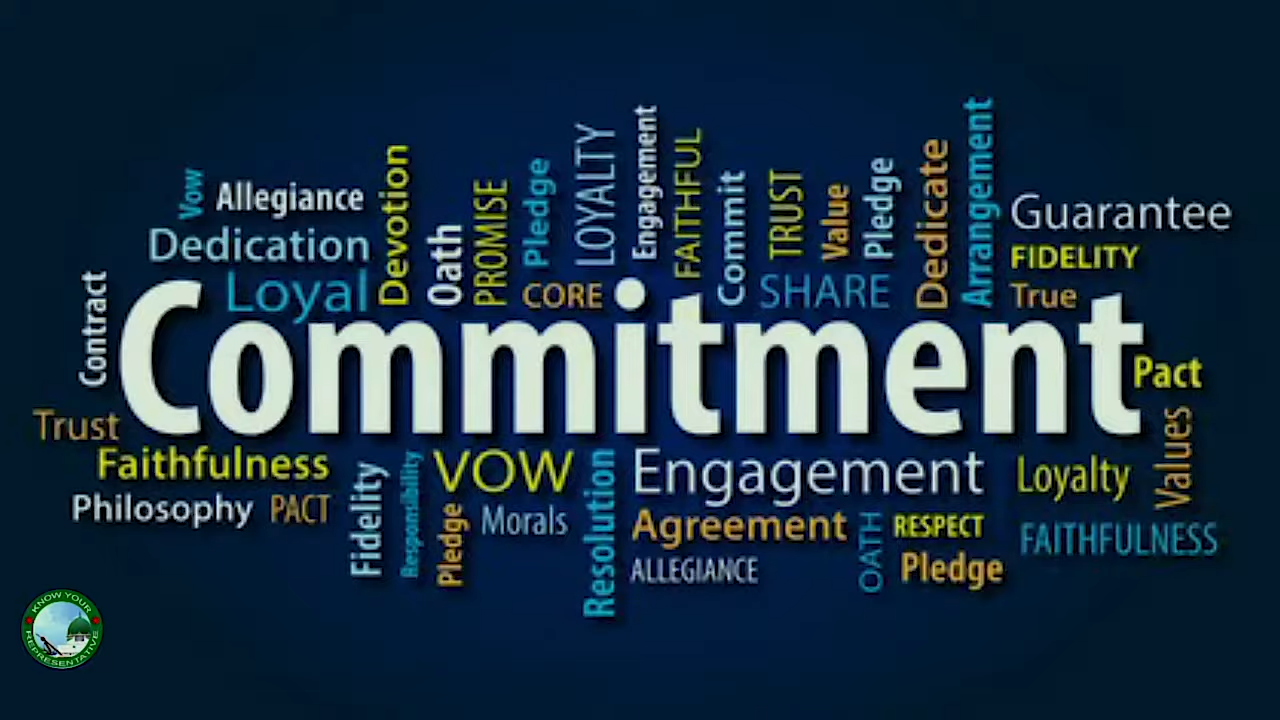 Vow
Allegiance
Dedication
Loyal
Devotion
Oath
PROMISE
Pledge
CORE
LOYALTY
Engagement
FAITHFUL
Commit
TRUST
Value
Pledge
SHARE
Dedicate
Arrangement
Guarantee
FIDELITY
True
Contract
Commitment
Pact
Trust
Faithfulness
Philosophy
PACT
Fidelity
Responsibility
VOW
Pledge
Morals
Resolution
Engagement
Agreement
ALLEGIANCE
OATH
RESPECT
Pledge
Loyalty
Values
FAITHFULNESS
KNOW YOUR
REPRESENTATIVE